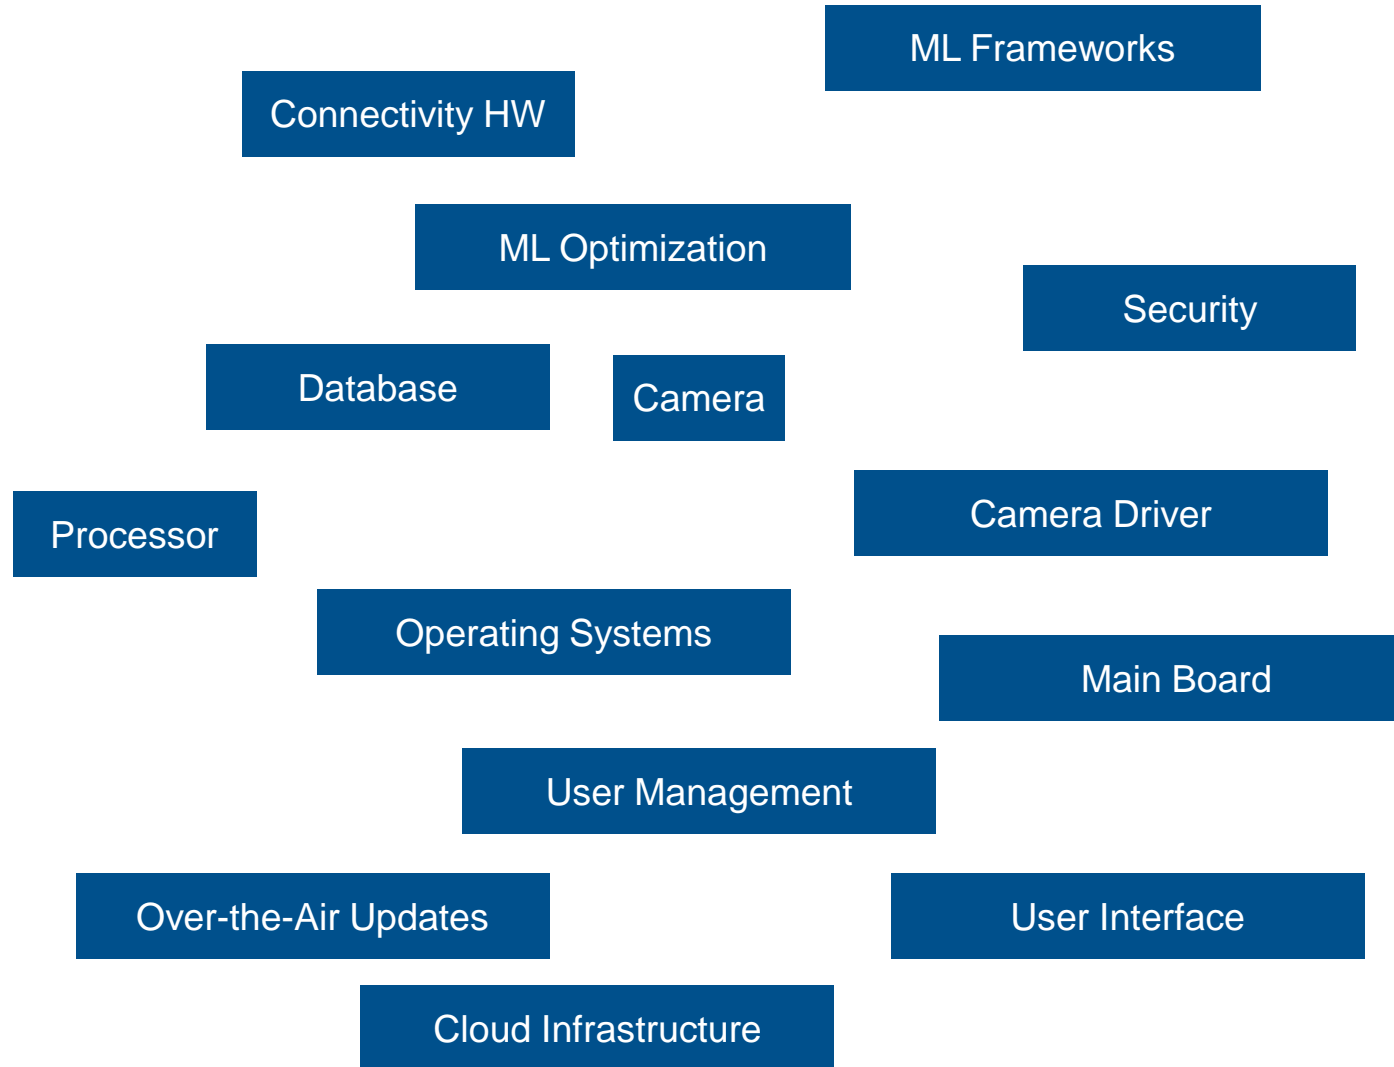 ML Frameworks
Connectivity HW
ML Optimization
Security
Database
Camera
Camera Driver
Processor
Operating Systems
Main Board
User Management
Over-the-Air Updates
User Interface
Cloud Infrastructure